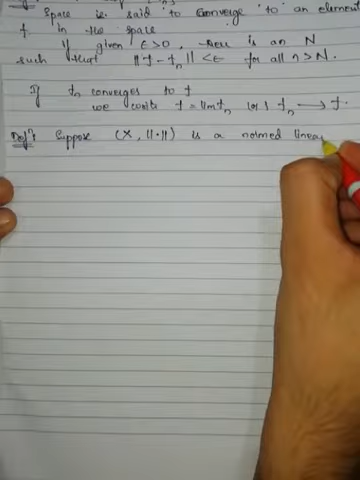 Space is said to converge to an element
f in the space
if given ε>0, there is an N
such that ||f - fn|| < ε for all n > N.
If fn converges to f
we write f = lim fn or fn ⟶ f.
Defn: Suppose (X, ||·||) is a normed linear